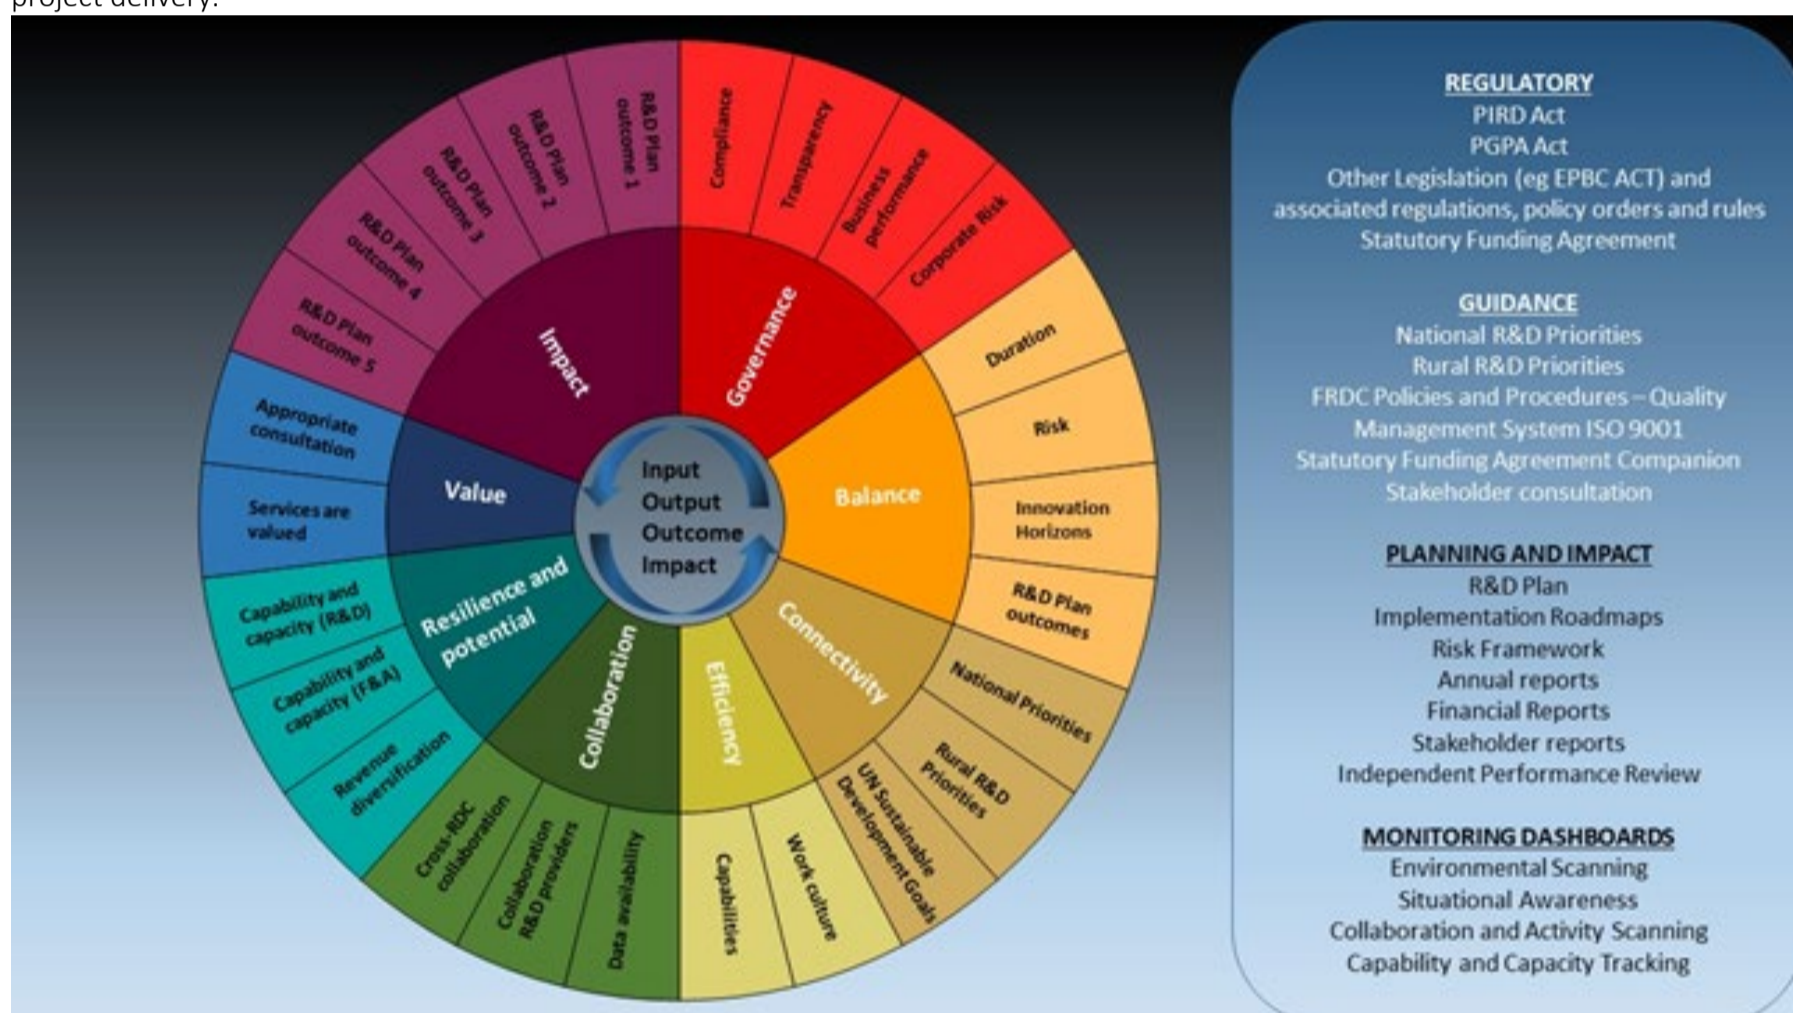 project delivery.
Compliance
Transparency
Business
performance
Corporate Risk
Duration
Risk
Innovation
Horizons
R&D Plan
outcomes
National Priorities
Rural R&D
Priorities
UN Sustainable
Development Goals
Work culture
Capabilities
Data availability
Collaboration
R&D providers
Cross-RDC
collaboration
Revenue
diversification
Capability and
capacity (F&A)
Capability and
capacity (R&D)
Services are
valued
Appropriate
consultation
R&D Plan
outcome 5
R&D Plan
outcome 4
R&D Plan
outcome 3
R&D Plan
outcome 2
R&D Plan
outcome 1
Governance
Balance
Connectivity
Efficiency
Collaboration
Resilience and
potential
Value
Impact
Input
Output
Outcome
Impact
REGULATORY
PIRD Act
PGPA Act
Other Legislation (eg EPBC ACT) and
associated regulations, policy orders and rules
Statutory Funding Agreement
GUIDANCE
National R&D Priorities
Rural R&D Priorities
FRDC Policies and Procedures – Quality
Management System ISO 9001
Statutory Funding Agreement Companion
Stakeholder consultation
PLANNING AND IMPACT
R&D Plan
Implementation Roadmaps
Risk Framework
Annual reports
Financial Reports
Stakeholder reports
Independent Performance Review
MONITORING DASHBOARDS
Environmental Scanning
Situational Awareness
Collaboration and Activity Scanning
Capability and Capacity Tracking